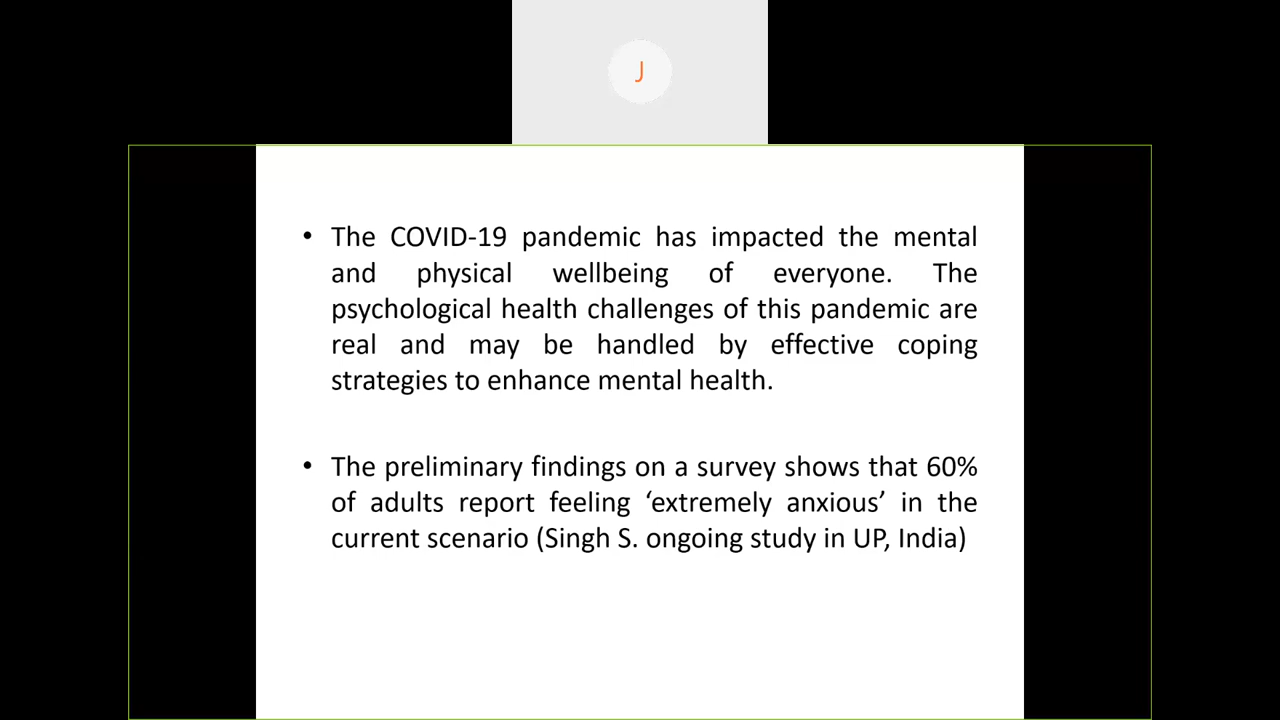 J
• The COVID-19 pandemic has impacted the mental
and physical wellbeing of everyone. The
psychological health challenges of this pandemic are
real and may be handled by effective coping
strategies to enhance mental health.
• The preliminary findings on a survey shows that 60%
of adults report feeling ‘extremely anxious’ in the
current scenario (Singh S. ongoing study in UP, India)